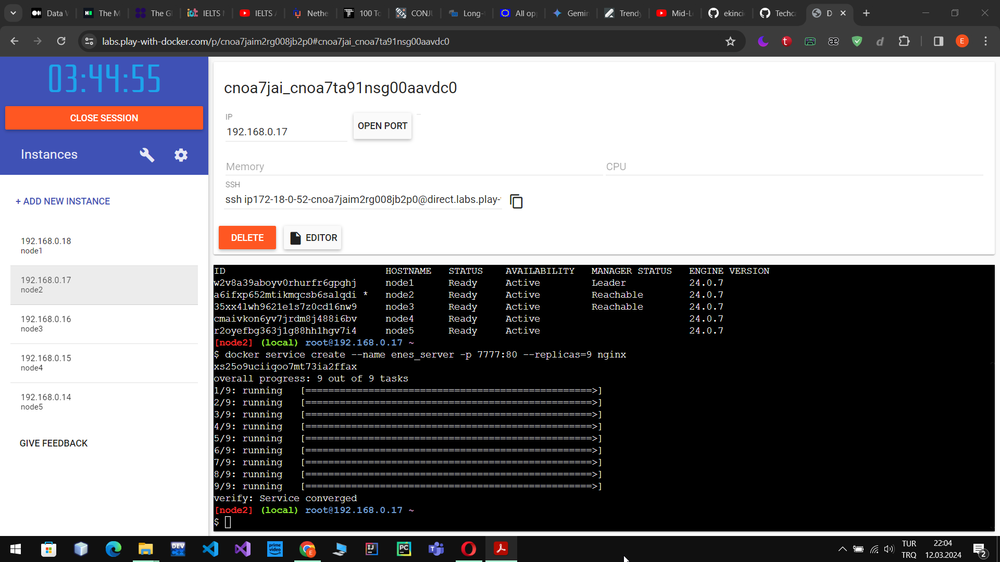 Data
The M
The G
IELTS
IELTS
Nethe
100 To
CONJU
Long-
All op
Gemin
Trendy
Mid-L
ekinci
Techca
D
labs.play-with-docker.com/p/cnoa7jaim2rg008jb2p0#cnoa7jai_cnoa7ta91nsg00aavdc0
E
03:44:55
CLOSE SESSION
Instances
+ ADD NEW INSTANCE
192.168.0.18
node1
192.168.0.17
node2
192.168.0.16
node3
192.168.0.15
node4
192.168.0.14
node5
GIVE FEEDBACK
cnoa7jai_cnoa7ta91nsg00aavdc0
IP
192.168.0.17
OPEN PORT
Memory
CPU
SSH
ssh ip172-18-0-52-cnoa7jaim2rg008jb2p0@direct.labs.play-
DELETE
EDITOR
ID HOSTNAME STATUS AVAILABILITY MANAGER STATUS ENGINE VERSION
w2v8a39aboyv0rhurfr6gpghj node1 Ready Active Leader 24.0.7
a6ifxp652mtikmqcsb6salqdi * node2 Ready Active Reachable 24.0.7
35xx4lwh9621e1s7z0cd16nw9 node3 Ready Active Reachable 24.0.7
cmaivkon6yv7jrdm8j488i6bv node4 Ready Active 24.0.7
r2oyefbg363j1g88hh1hgv7i4 node5 Ready Active 24.0.7
[node2] (local) root@192.168.0.17 ~
$ docker service create --name enes_server -p 7777:80 --replicas=9 nginx
xs25o9uciiqoo7mt73ia2ffax
overall progress: 9 out of 9 tasks
1/9: running [==================================================>]
2/9: running [==================================================>]
3/9: running [==================================================>]
4/9: running [==================================================>]
5/9: running [==================================================>]
6/9: running [==================================================>]
7/9: running [==================================================>]
8/9: running [==================================================>]
9/9: running [==================================================>]
verify: Service converged
[node2] (local) root@192.168.0.17 ~
$
DEV
prime video
E
IJ
PC
TUR
TRQ
22:04
12.03.2024
2